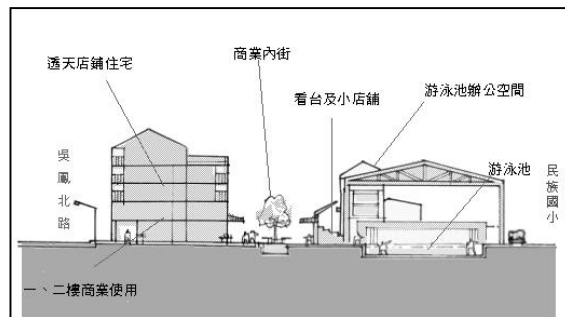 商業內街
透天店鋪住宅
游泳池辦公空間
看台及小店舖
游泳池
吳鳳北路
民族國小
一、二樓商業使用